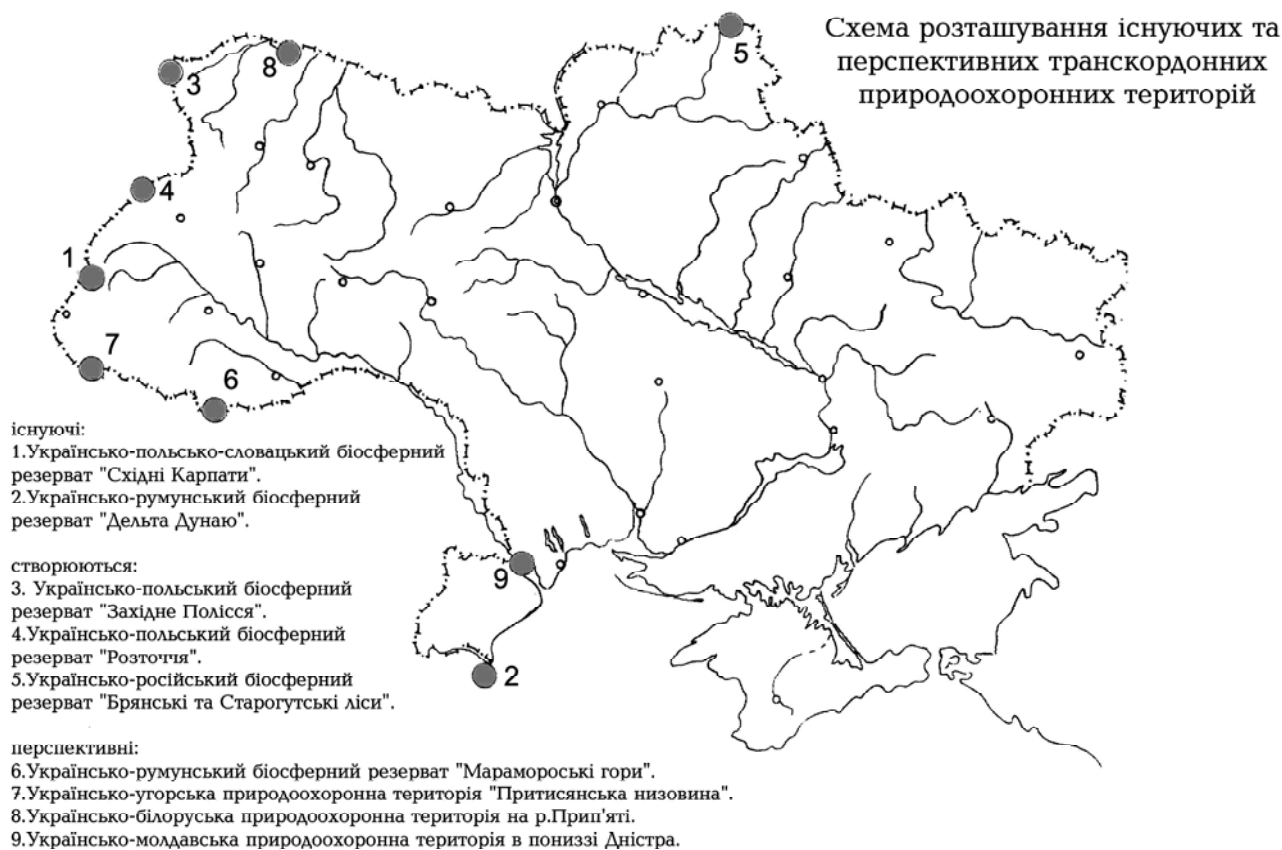 Схема розташування існуючих та
перспективних транскордонних
природоохоронних територій
8
3
5
4
1
7
6
9
2
існуючі:
1.Українсько-польсько-словацький біосферний
резерват "Східні Карпати".
2.Українсько-румунський біосферний
резерват "Дельта Дунаю".
створюються:
3. Українсько-польський біосферний
резерват "Західне Полісся".
4.Українсько-польський біосферний
резерват "Розточчя".
5.Українсько-російський біосферний
резерват "Брянські та Старогутські ліси".
перспективні:
6.Українсько-румунський біосферний резерват "Марамороські гори".
7.Українсько-угорська природоохоронна територія "Притисянська низовина".
8.Українсько-білоруська природоохоронна територія на р.Прип'яті.
9.Українсько-молдавська природоохоронна територія в пониззі Дністра.